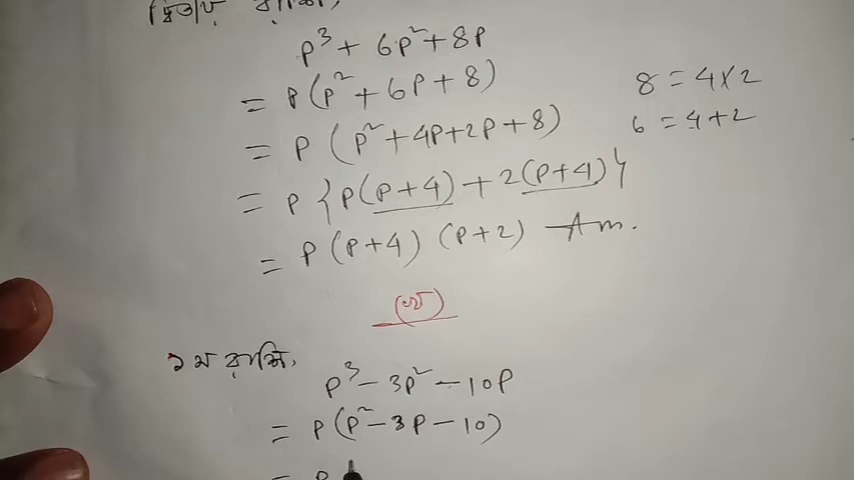 দ্বিতীয় রাশি,
p³ + 6p² + 8p
= p(p² + 6p + 8)
8 = 4 x 2
= p (p² + 4p + 2p + 8)
6 = 4 + 2
= p {p(p + 4) + 2(p + 4)}
= p (p + 4) (p + 2) Am.
১ম রাশি,
p³ - 3p² - 10p
= p(p² - 3p - 10)
= p